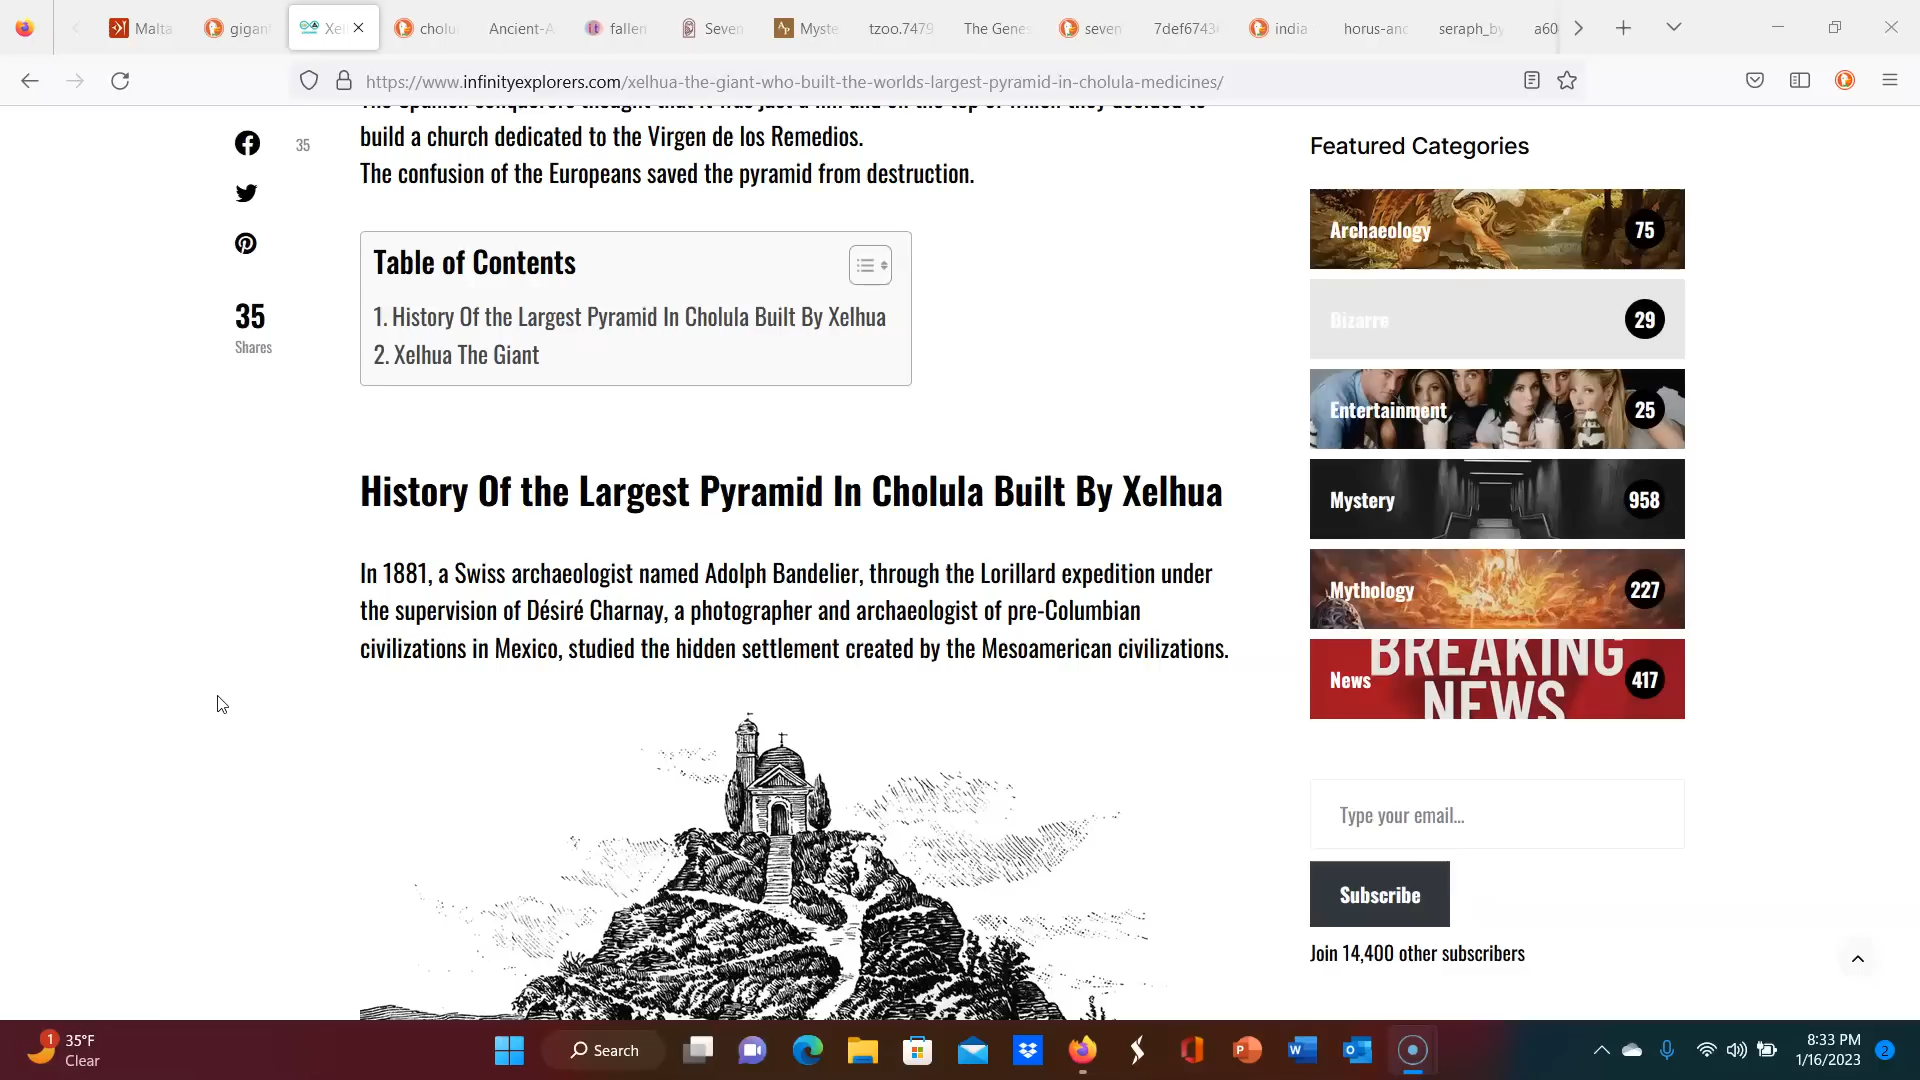 Malta
gigan
Xel
cholu
Ancient-A
fallen
Seven
Myste
tzoo.7479
The Gene
seven
7def6743
india
horus-and
seraph_by
a60
https://www.infinityexplorers.com/xelhua-the-giant-who-built-the-worlds-largest-pyramid-in-cholula-medicines/
build a church dedicated to the Virgen de los Remedios.
The confusion of the Europeans saved the pyramid from destruction.
35
35
Shares
Table of Contents
1. History Of the Largest Pyramid In Cholula Built By Xelhua
2. Xelhua The Giant
History Of the Largest Pyramid In Cholula Built By Xelhua
In 1881, a Swiss archaeologist named Adolph Bandelier, through the Lorillard expedition under
the supervision of Désiré Charnay, a photographer and archaeologist of pre-Columbian
civilizations in Mexico, studied the hidden settlement created by the Mesoamerican civilizations.
Featured Categories
Archaeology 75
Bizarre 29
Entertainment 25
Mystery 958
Mythology 227
BREAKING
NEWS
News 417
Type your email...
Subscribe
Join 14,400 other subscribers
1
35°F
Clear
Search
8:33 PM
1/16/2023
2